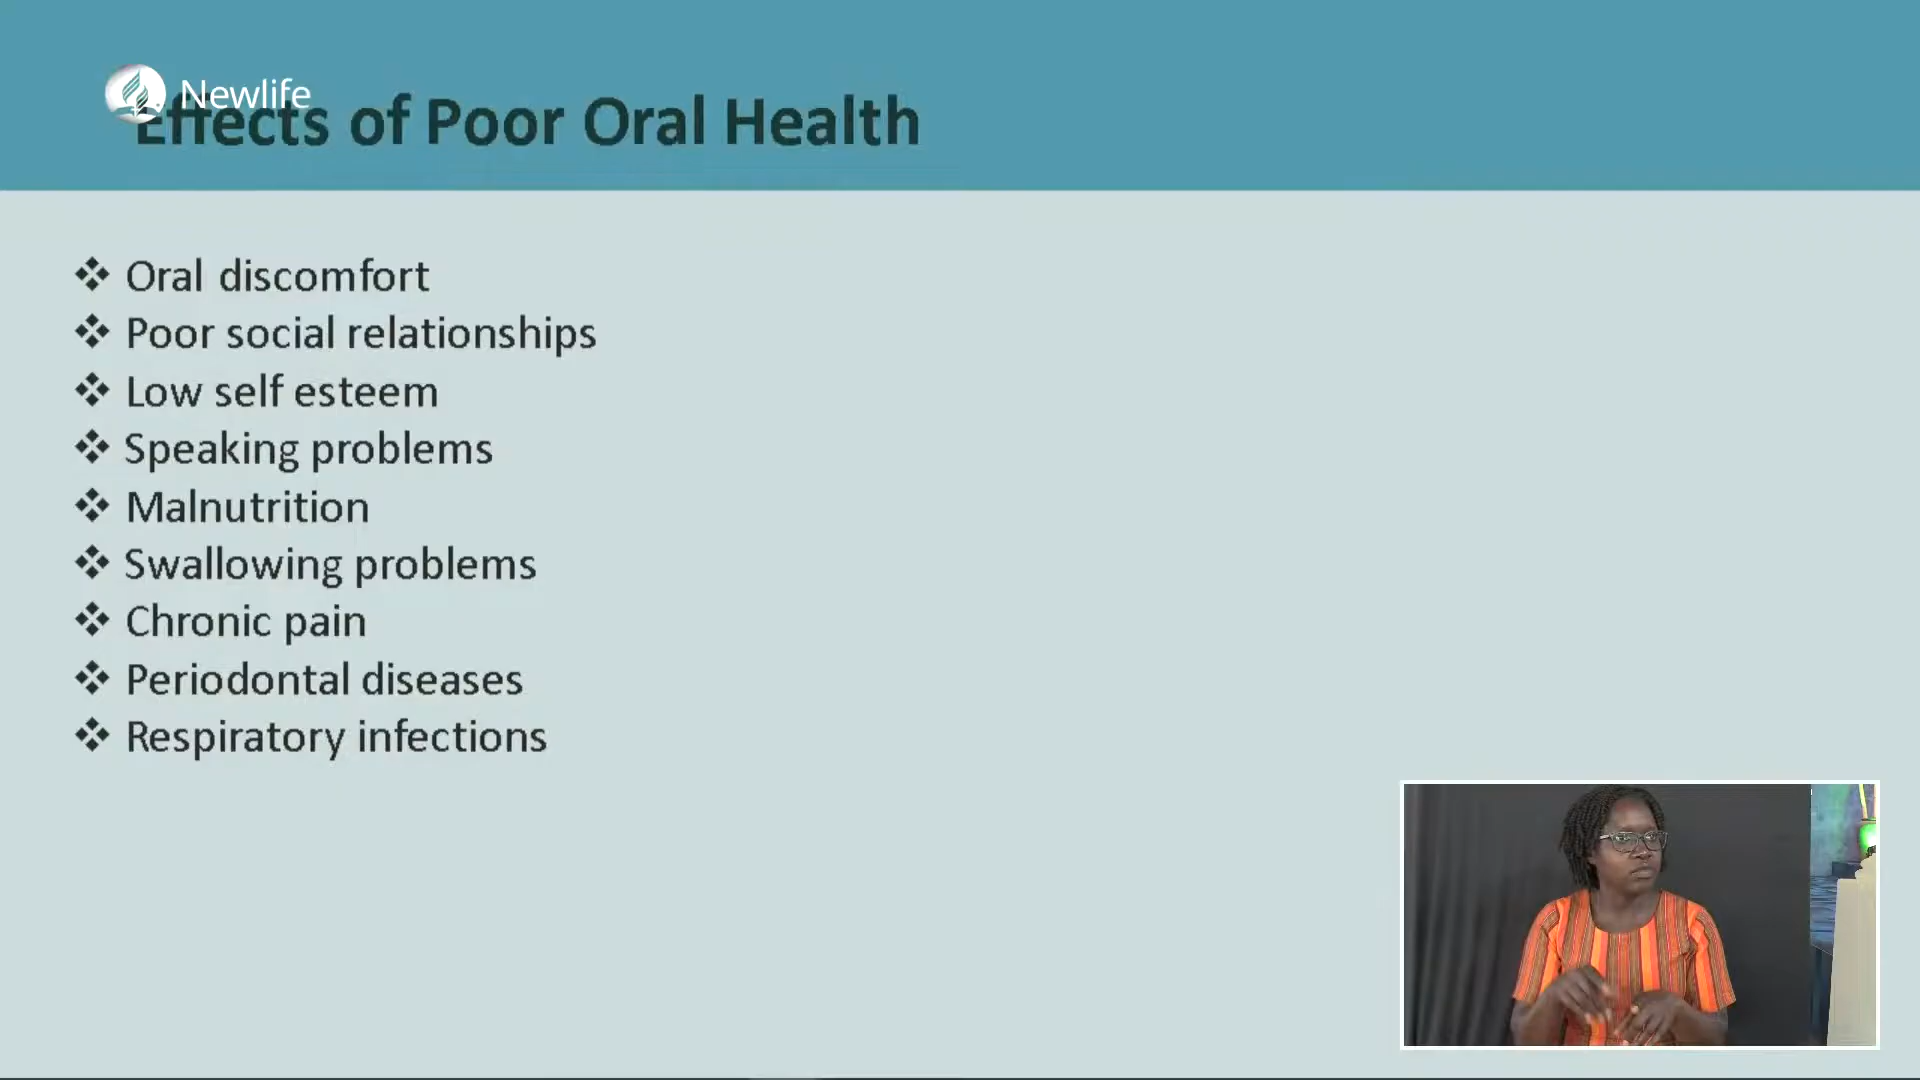 Newlife
Effects of Poor Oral Health
Oral discomfort
Poor social relationships
Low self esteem
Speaking problems
Malnutrition
Swallowing problems
Chronic pain
Periodontal diseases
Respiratory infections